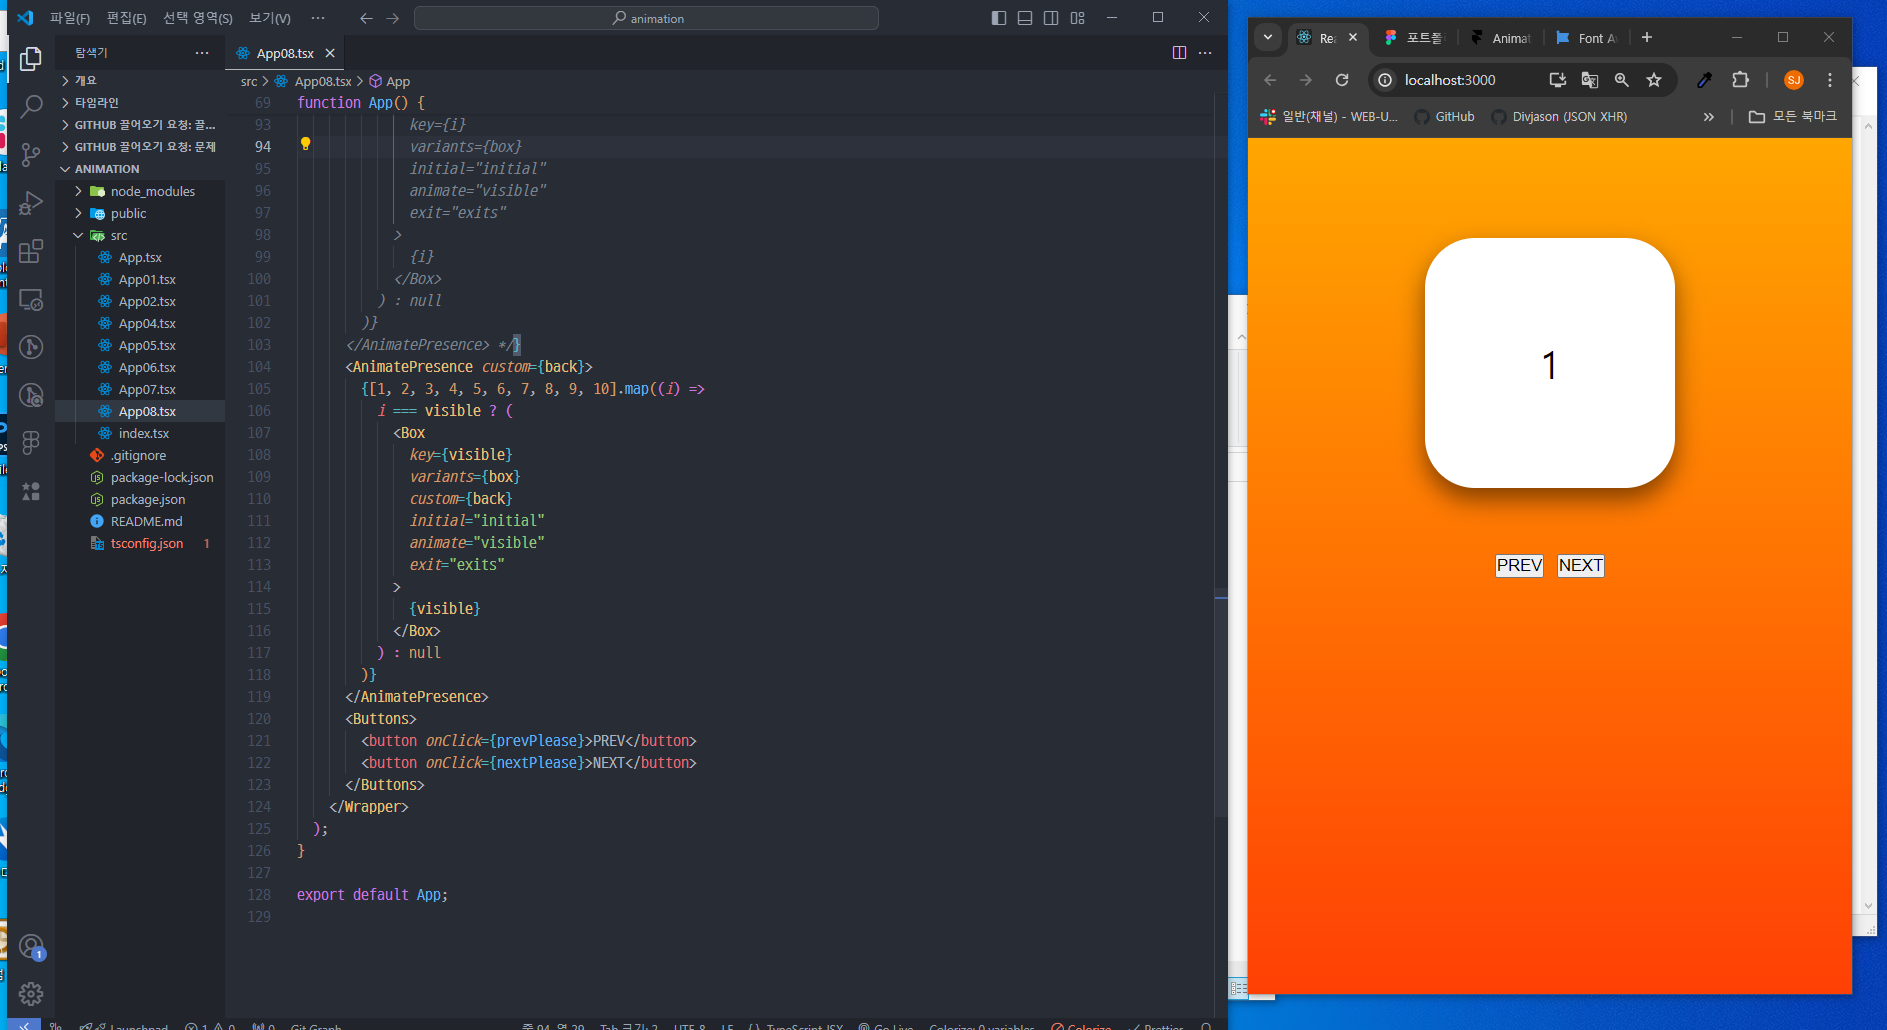 파일(F) 편집(E) 선택 영역(S) 보기(V) ··· animation
탐색기 ···
개요
타임라인
GITHUB 끌어오기 요청: 끌...
GITHUB 끌어오기 요청: 문제
ANIMATION
node_modules
public
src
App.tsx
App01.tsx
App02.tsx
App04.tsx
App05.tsx
App06.tsx
App07.tsx
App08.tsx
index.tsx
.gitignore
package-lock.json
package.json
README.md
tsconfig.json 1
1
App08.tsx
src > App08.tsx > App
69 function App() {
93 key={i}
94 variants={box}
95 initial="initial"
96 animate="visible"
97 exit="exits"
98 >
99 {i}
100 </Box>
101 ) : null
102 )}
103 </AnimatePresence> */}
104 <AnimatePresence custom={back}>
105 {[1, 2, 3, 4, 5, 6, 7, 8, 9, 10].map((i) =>
106 i === visible ? (
107 <Box
108 key={visible}
109 variants={box}
110 custom={back}
111 initial="initial"
112 animate="visible"
113 exit="exits"
114 >
115 {visible}
116 </Box>
117 ) : null
118 )}
119 </AnimatePresence>
120 <Buttons>
121 <button onClick={prevPlease}>PREV</button>
122 <button onClick={nextPlease}>NEXT</button>
123 </Buttons>
124 </Wrapper>
125 );
126 }
127
128 export default App;
129
Launchpad 1 0 0 Git Graph 줄 94, 열 29 Tab 크기: 2 UTF-8 LF {} TypeScript JSX Go Live Colorize: 0 variables Colorize Prettier
Rea 포트폴 Animat Font A
localhost:3000 SJ
일반(채널) - WEB-U... GitHub Divjason (JSON XHR) » 모든 북마크
1
PREV NEXT